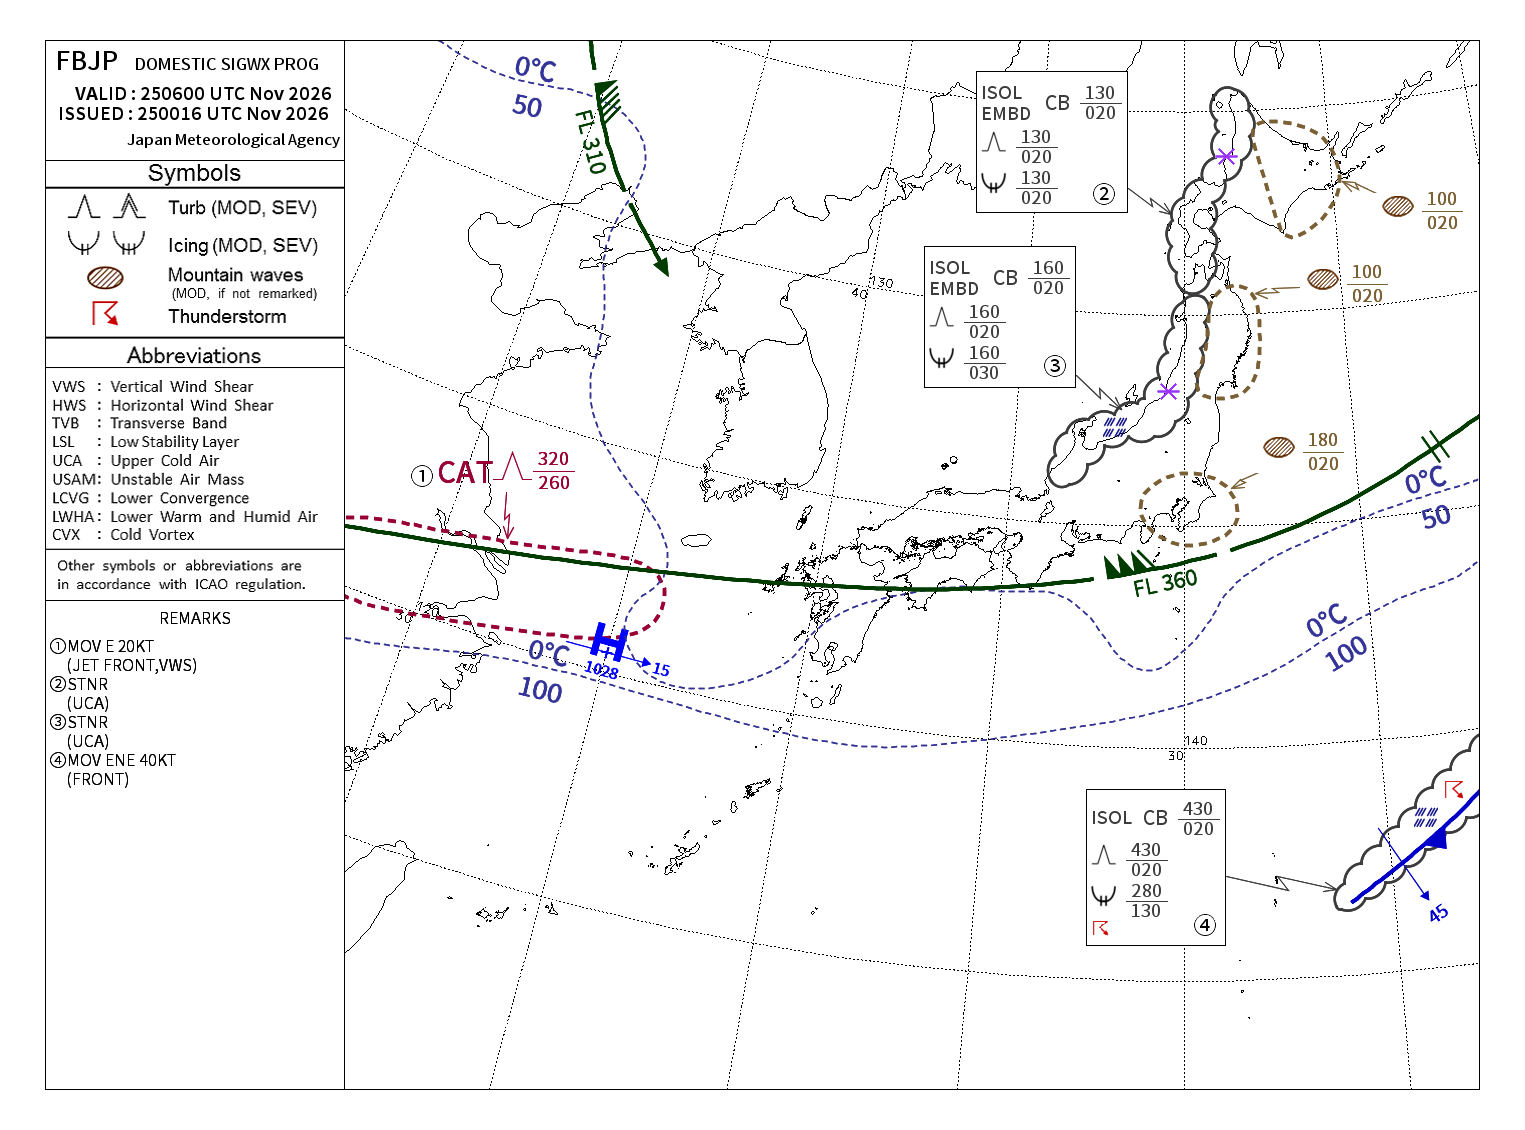 FBJP DOMESTIC SIGWX PROG
VALID : 250600 UTC Nov 2026
ISSUED : 250016 UTC Nov 2026
Japan Meteorological Agency
Symbols
Turb (MOD, SEV)
Icing (MOD, SEV)
Mountain waves
(MOD, if not remarked)
Thunderstorm
Abbreviations
VWS : Vertical Wind Shear
HWS : Horizontal Wind Shear
TVB : Transverse Band
LSL : Low Stability Layer
UCA : Upper Cold Air
USAM: Unstable Air Mass
LCVG : Lower Convergence
LWHA: Lower Warm and Humid Air
CVX : Cold Vortex
Other symbols or abbreviations are
in accordance with ICAO regulation.
REMARKS
①MOV E 20KT
(JET FRONT,VWS)
②STNR
(UCA)
③STNR
(UCA)
④MOV ENE 40KT
(FRONT)
0°C
50
FL 310
ISOL
EMBD CB 130
020
130
020
130
020
②
100
020
ISOL
EMBD CB 160
020
160
020
160
030
③
100
020
40
130
① CAT 320
260
180
020
0°C
50
FL 360
30
120
H
1028
15
0°C
100
0°C
100
140
30
ISOL CB 430
020
430
020
280
130
④
45